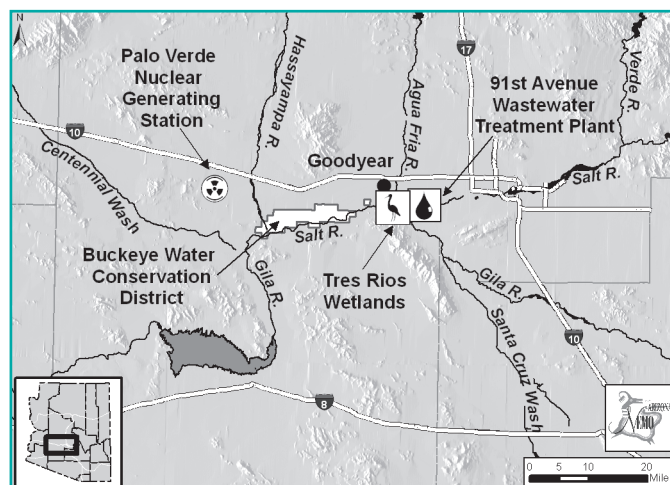 N
17
Palo Verde
Nuclear
Generating
Station
Hassayampa R.
Agua Fria R.
Verde R.
91st Avenue
Wastewater
Treatment Plant
10
Centennial Wash
Goodyear
Salt R.
Salt R.
Buckeye Water
Conservation
District
Gila R.
Tres Rios
Wetlands
Gila R.
Santa Cruz Wash
10
8
ARIZONA
NEMO
0 5 10 20
Mile